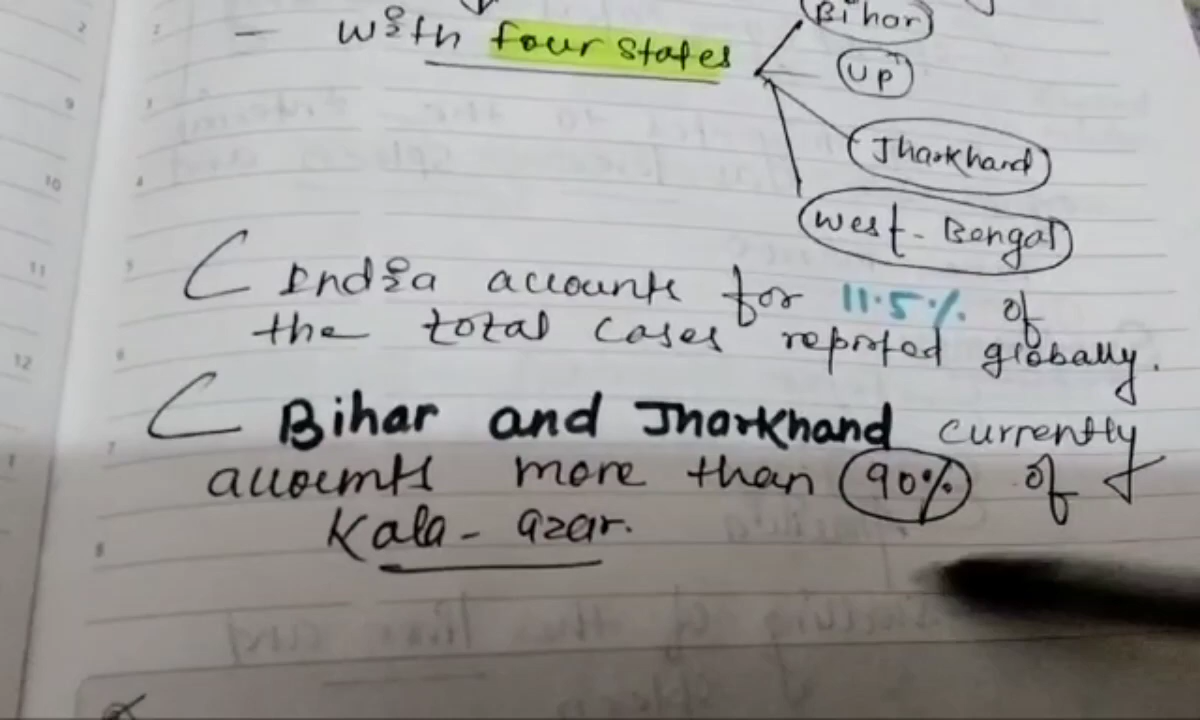 - with four states
Bihar
UP
Jharkhand
West-Bengal
India accounts for 11.5% of
the total cases reported globally.
Bihar and Jharkhand currently
accounts more than 90% of
Kala-azar.